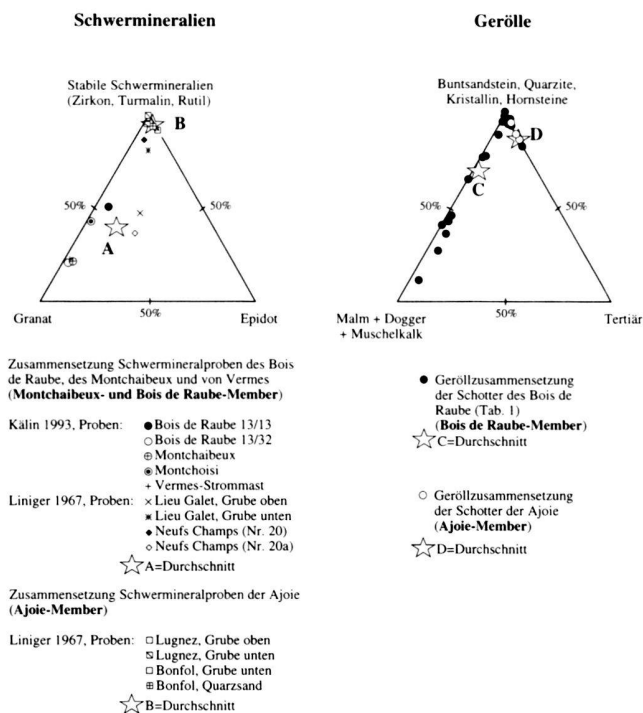 Schwermineralien
Stabile Schwermineralien
(Zirkon, Turmalin, Rutil)
B
50%
50%
A
Granat
50%
Epidot
Gerölle
Buntsandstein, Quarzite,
Kristallin, Hornsteine
D
C
50%
50%
Malm + Dogger
+ Muschelkalk
50%
Tertiär
Zusammensetzung Schwermineralproben des Bois
de Raube, des Montchaibeux und von Vermes
(Montchaibeux- und Bois de Raube-Member)
Kälin 1993, Proben: Bois de Raube 13/13
Bois de Raube 13/32
Montchaibeux
Montchoisi
Vermes-Strommast
Liniger 1967, Proben: Lieu Galet, Grube oben
Lieu Galet, Grube unten
Neufs Champs (Nr. 20)
Neufs Champs (Nr. 20a)
A=Durchschnitt
Zusammensetzung Schwermineralproben der Ajoie
(Ajoie-Member)
Liniger 1967, Proben: Lugnez, Grube oben
Lugnez, Grube unten
Bonfol, Grube unten
Bonfol, Quarzsand
B=Durchschnitt
Geröllzusammensetzung
der Schotter des Bois de
Raube (Tab. 1)
(Bois de Raube-Member)
C=Durchschnitt
Geröllzusammensetzung
der Schotter der Ajoie
(Ajoie-Member)
D=Durchschnitt